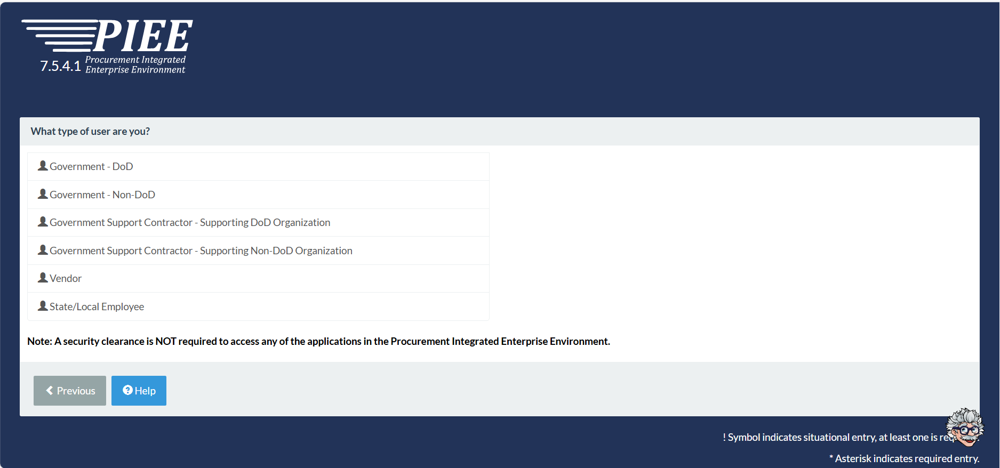 PIEE
7.5.4.1 Procurement Integrated
Enterprise Environment
What type of user are you?
Government - DoD
Government - Non-DoD
Government Support Contractor - Supporting DoD Organization
Government Support Contractor - Supporting Non-DoD Organization
Vendor
State/Local Employee
Note: A security clearance is NOT required to access any of the applications in the Procurement Integrated Enterprise Environment.
Previous
Help
! Symbol indicates situational entry, at least one is
* Asterisk indicates required entry.